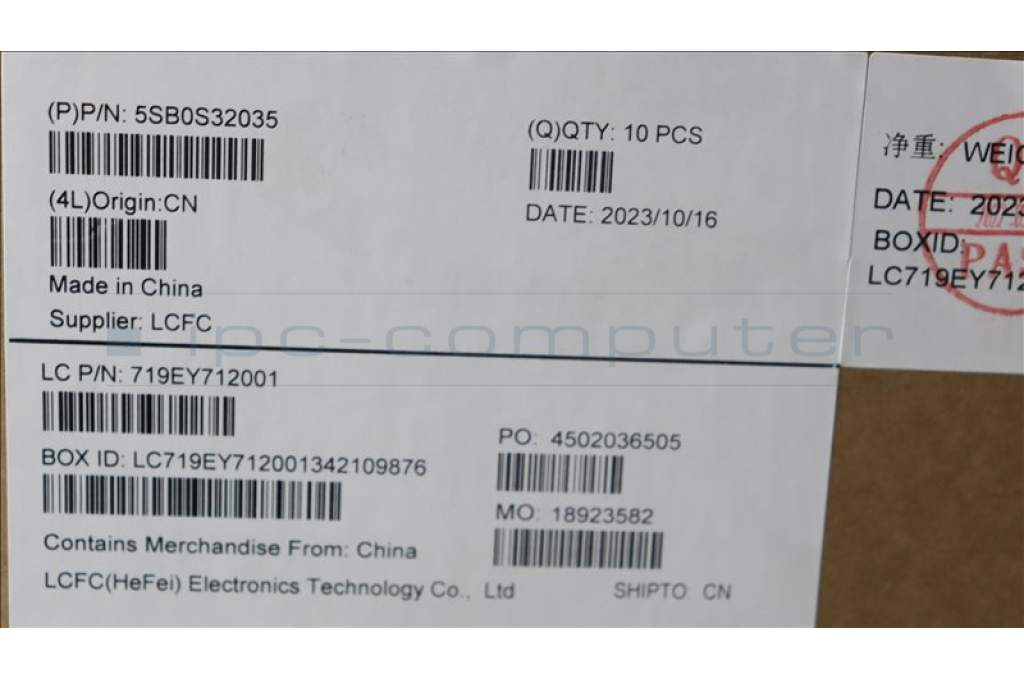 (P)P/N: 5SB0S32035
(Q)QTY: 10 PCS
(4L)Origin:CN
DATE: 2023/10/16
Made in China
Supplier: LCFC
LC P/N: 719EY712001
PO: 4502036505
BOX ID: LC719EY712001342109876
MO: 18923582
Contains Merchandise From: China
LCFC(HeFei) Electronics Technology Co., Ltd
SHIPTO: CN
净重:
DATE: 2023
BOXID:
LC719EY712
ipc-computer